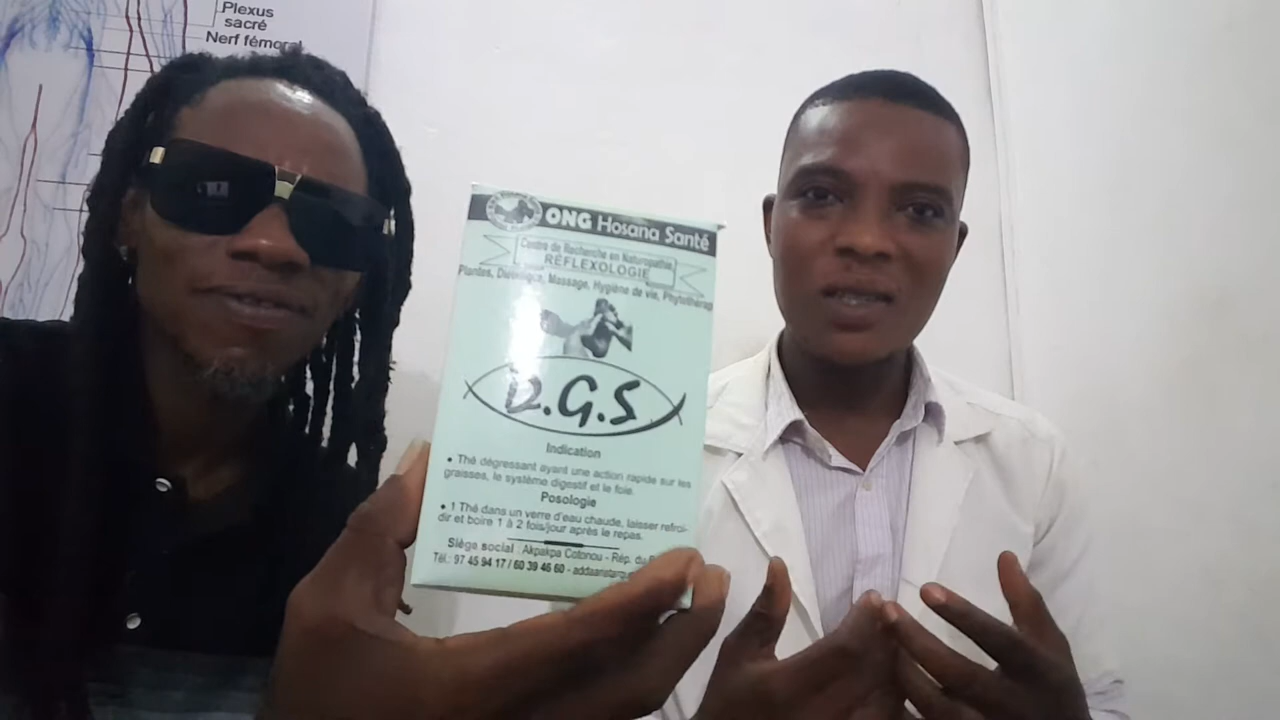 Plexus
sacré
Nerf fémoral
ONG Hosana Santé
Centre de Recherche en Naturopathie
RÉFLEXOLOGIE
Plantes, Massage, Hygiène de vie,
D.G.S
Indication
• Thé dégressant ayant une action rapide sur les
graisses, le système digestif et le foie.
Posologie
• 1 Thé dans un verre d'eau chaude, laisser refroi-
dir et boire 1 à 2 fois/jour après le repas.
Siège social : Akpakpa Cotonou - Rép. du
Tél.: 97 45 94 17 / 60 39 46 60 -